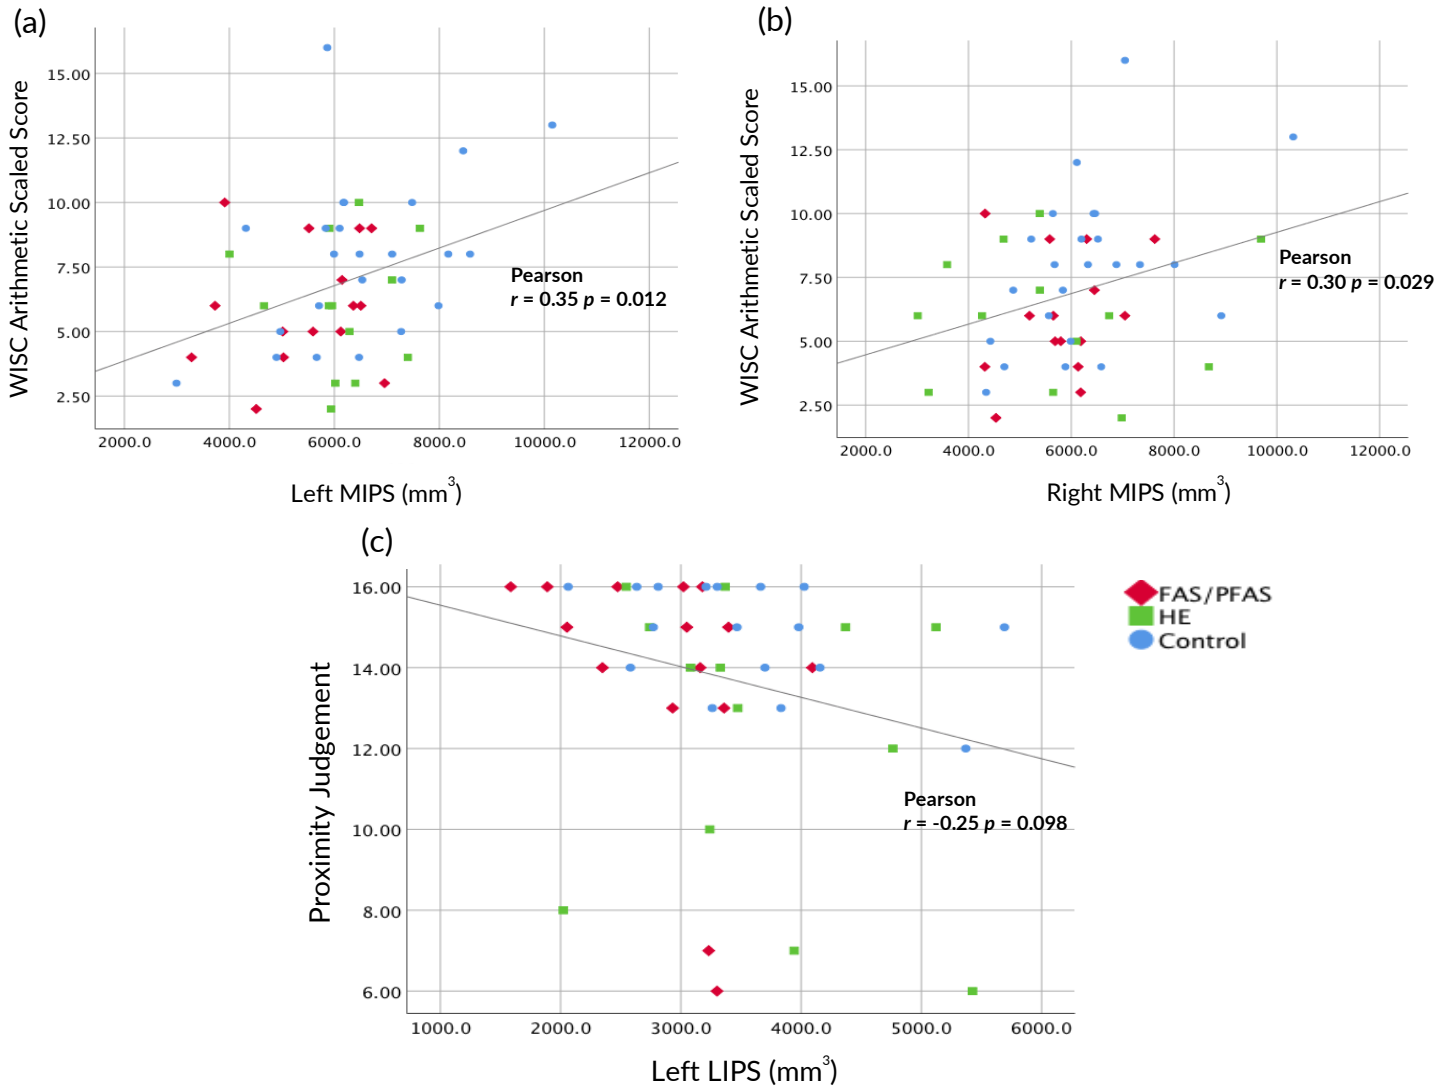 (a)
WISC Arithmetic Scaled Score
15.00
12.50
10.00
7.50
5.00
2.50
Pearson
r = 0.35 p = 0.012
2000.0 4000.0 6000.0 8000.0 10000.0 12000.0
Left MIPS (mm³)
(b)
WISC Arithmetic Scaled Score
15.00
12.50
10.00
7.50
5.00
2.50
Pearson
r = 0.30 p = 0.029
2000.0 4000.0 6000.0 8000.0 10000.0 12000.0
Right MIPS (mm³)
(c)
Proximity Judgement
16.00
14.00
12.00
10.00
8.00
6.00
Pearson
r = -0.25 p = 0.098
1000.0 2000.0 3000.0 4000.0 5000.0 6000.0
Left LIPS (mm³)
FAS/PFAS
HE
Control